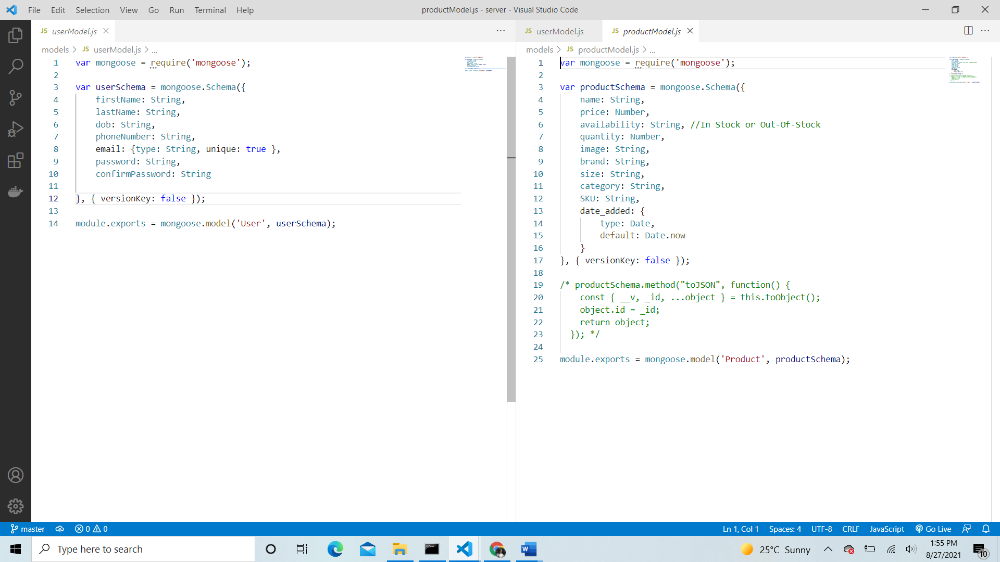 File Edit Selection View Go Run Terminal Help
productModel.js - server - Visual Studio Code
JS userModel.js
models > JS userModel.js > ...
1 var mongoose = require('mongoose');
2
3 var userSchema = mongoose.Schema({
4 firstName: String,
5 lastName: String,
6 dob: String,
7 phoneNumber: String,
8 email: {type: String, unique: true },
9 password: String,
10 confirmPassword: String
11
12 }, { versionKey: false });
13
14 module.exports = mongoose.model('User', userSchema);
JS userModel.js JS productModel.js
models > JS productModel.js > ...
1 var mongoose = require('mongoose');
2
3 var productSchema = mongoose.Schema({
4 name: String,
5 price: Number,
6 availability: String, //In Stock or Out-Of-Stock
7 quantity: Number,
8 image: String,
9 brand: String,
10 size: String,
11 category: String,
12 SKU: String,
13 date_added: {
14 type: Date,
15 default: Date.now
16 }
17 }, { versionKey: false });
18
19 /* productSchema.method("toJSON", function() {
20 const { __v, _id, ...object } = this.toObject();
21 object.id = _id;
22 return object;
23 }); */
24
25 module.exports = mongoose.model('Product', productSchema);
master 0 0
Ln 1, Col 1 Spaces: 4 UTF-8 CRLF JavaScript Go Live
Type here to search
W
25°C Sunny
1:55 PM
8/27/2021
10